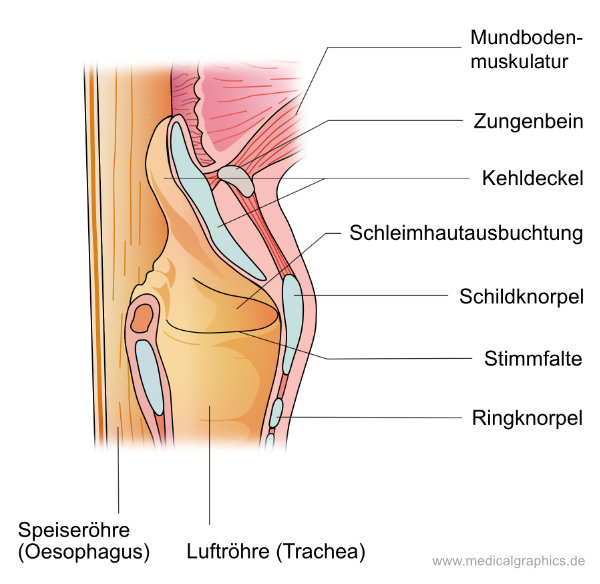 Mundboden-
muskulatur
Zungenbein
Kehldeckel
Schleimhautausbuchtung
Schildknorpel
Stimmfalte
Ringknorpel
Speiseröhre
(Oesophagus)
Luftröhre (Trachea)
www.medicalgraphics.de